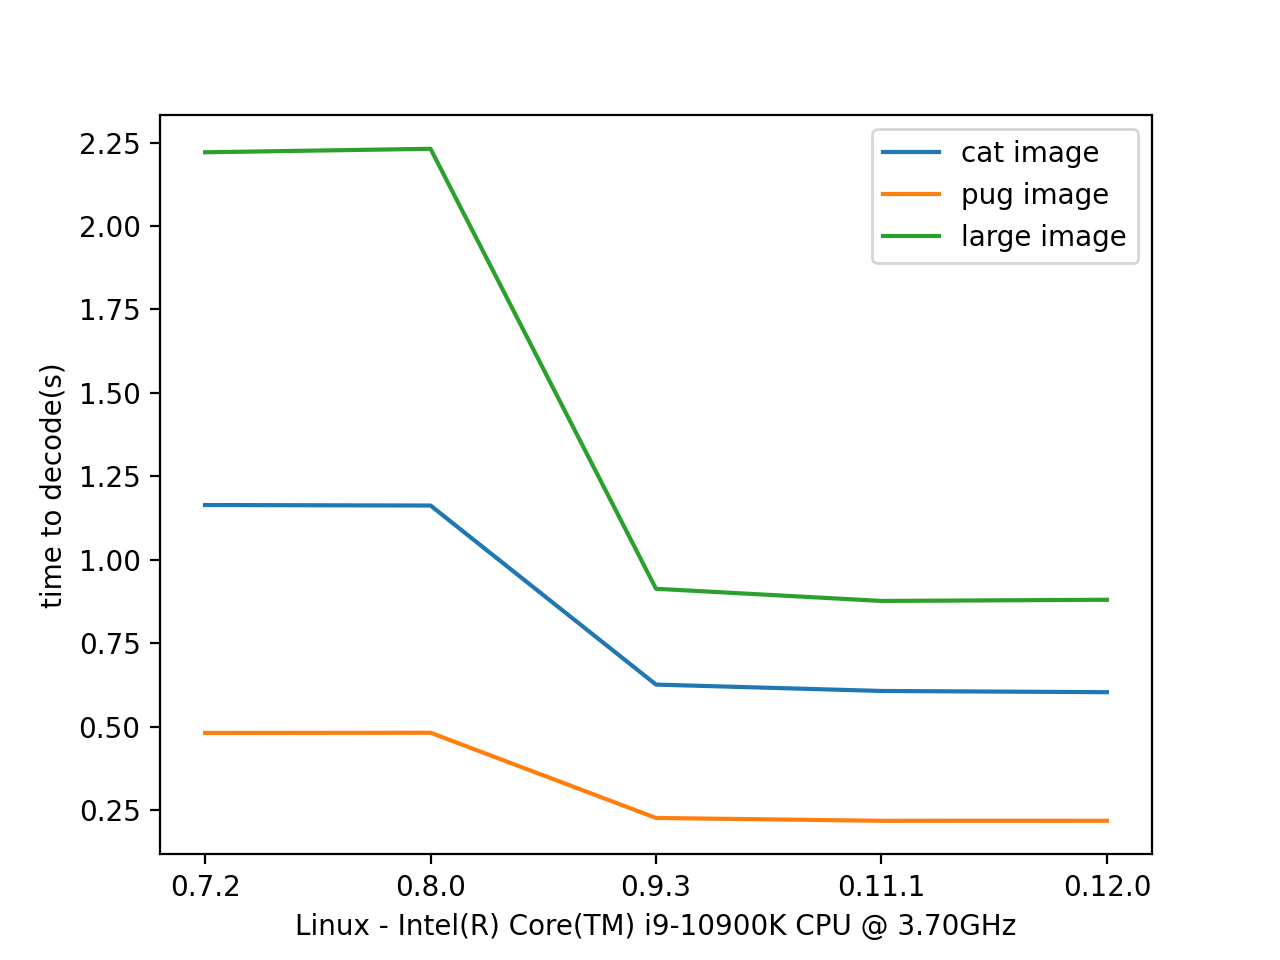 2.25
2.00
1.75
1.50
1.25
1.00
0.75
0.50
0.25
time to decode(s)
cat image
pug image
large image
0.7.2 0.8.0 0.9.3 0.11.1 0.12.0
Linux - Intel(R) Core(TM) i9-10900K CPU @ 3.70GHz